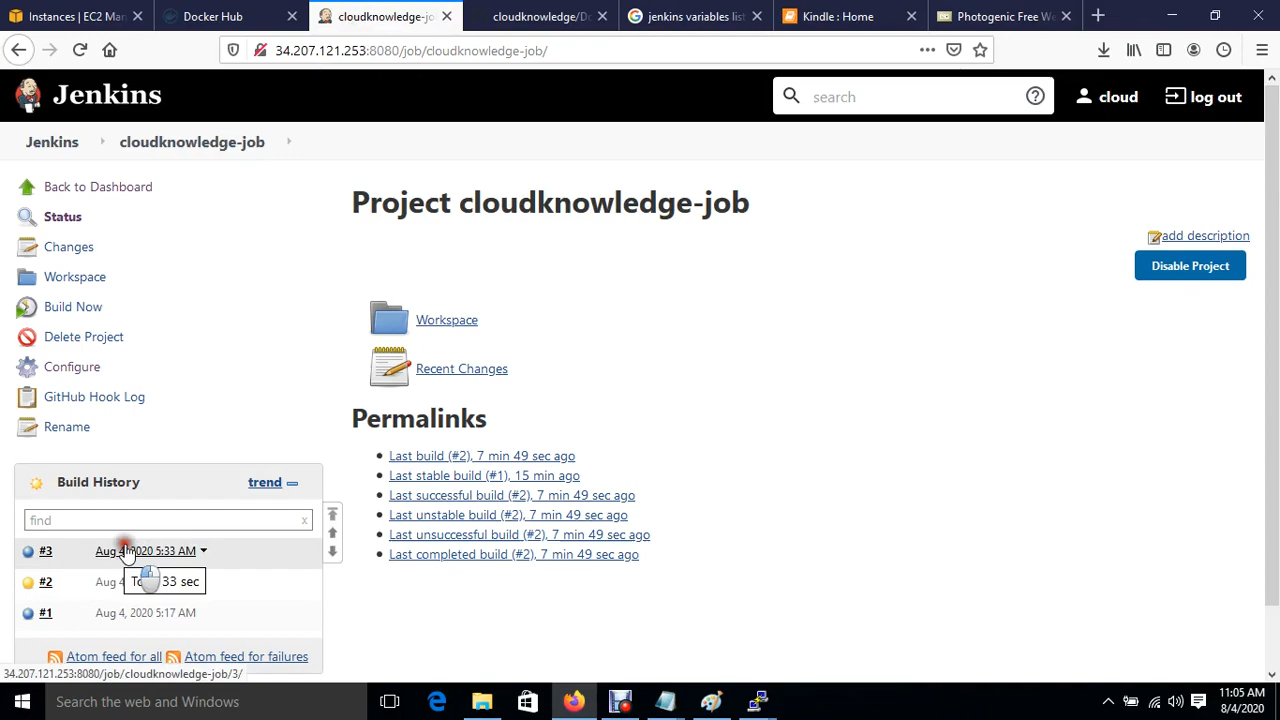 Instances | EC2 Man
Docker Hub
cloudknowledge-jo
cloudknowledge/Do
jenkins variables list
Kindle : Home
Photogenic Free We
34.207.121.253:8080/job/cloudknowledge-job/
Jenkins
search
cloud
log out
Jenkins
cloudknowledge-job
Back to Dashboard
Status
Changes
Workspace
Build Now
Delete Project
Configure
GitHub Hook Log
Rename
Project cloudknowledge-job
add description
Disable Project
Workspace
Recent Changes
Permalinks
Last build (#2), 7 min 49 sec ago
Last stable build (#1), 15 min ago
Last successful build (#2), 7 min 49 sec ago
Last unstable build (#2), 7 min 49 sec ago
Last unsuccessful build (#2), 7 min 49 sec ago
Last completed build (#2), 7 min 49 sec ago
Build History
trend
find
x
#3 Aug 4, 2020 5:33 AM
33 sec
#2 Aug 4
#1 Aug 4, 2020 5:17 AM
Atom feed for all Atom feed for failures
34.207.121.253:8080/job/cloudknowledge-job/3/
Search the web and Windows
11:05 AM
8/4/2020